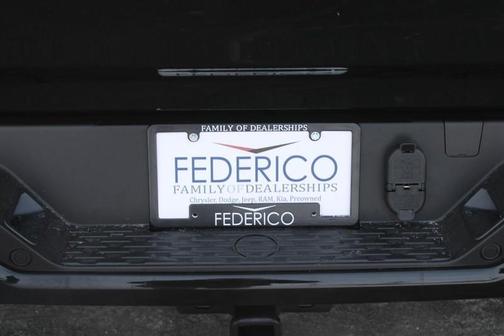 FAMILY OF DEALERSHIPS
FEDERICO
FAMILY OF DEALERSHIPS
Chrysler, Dodge, Jeep, RAM, Kia, Preowned
FEDERICO